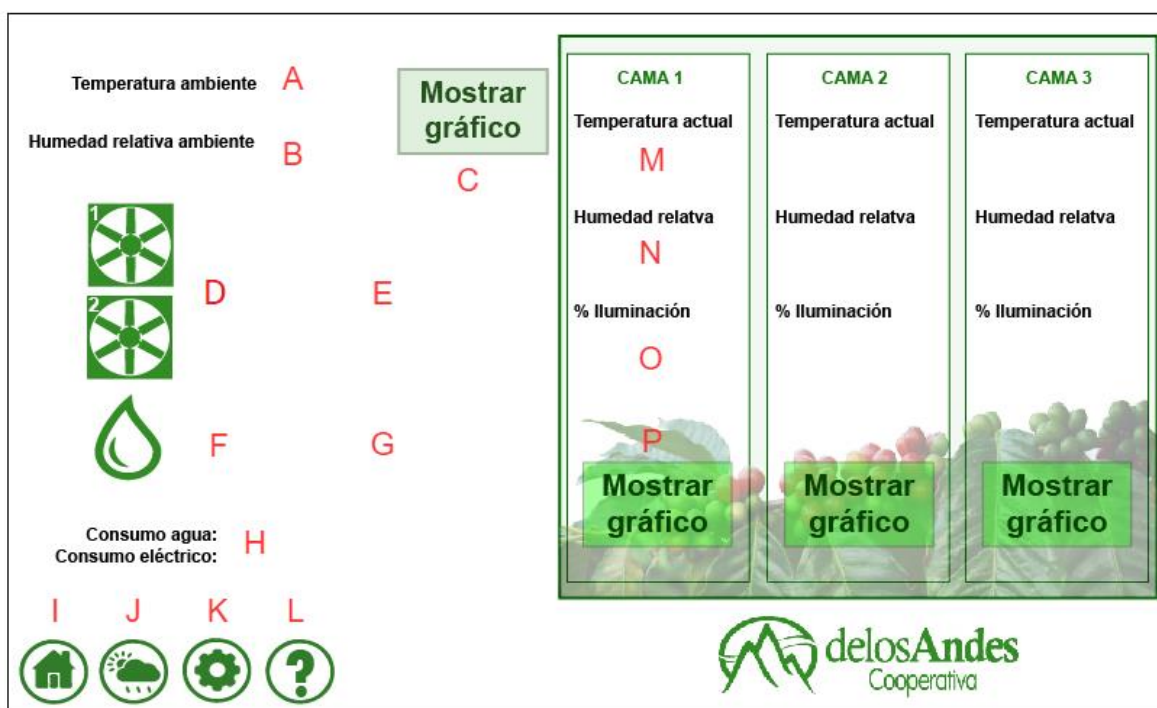 Temperatura ambiente A
Mostrar
gráfico
Humedad relativa ambiente B
C
1
D E
2
F G
Consumo agua:
Consumo eléctrico:
H
I J K L
?
CAMA 1
Temperatura actual
M
Humedad relatva
N
% Iluminación
O
P
Mostrar
gráfico
CAMA 2
Temperatura actual
Humedad relatva
% Iluminación
Mostrar
gráfico
CAMA 3
Temperatura actual
Humedad relatva
% Iluminación
Mostrar
gráfico
delosAndes
Cooperativa